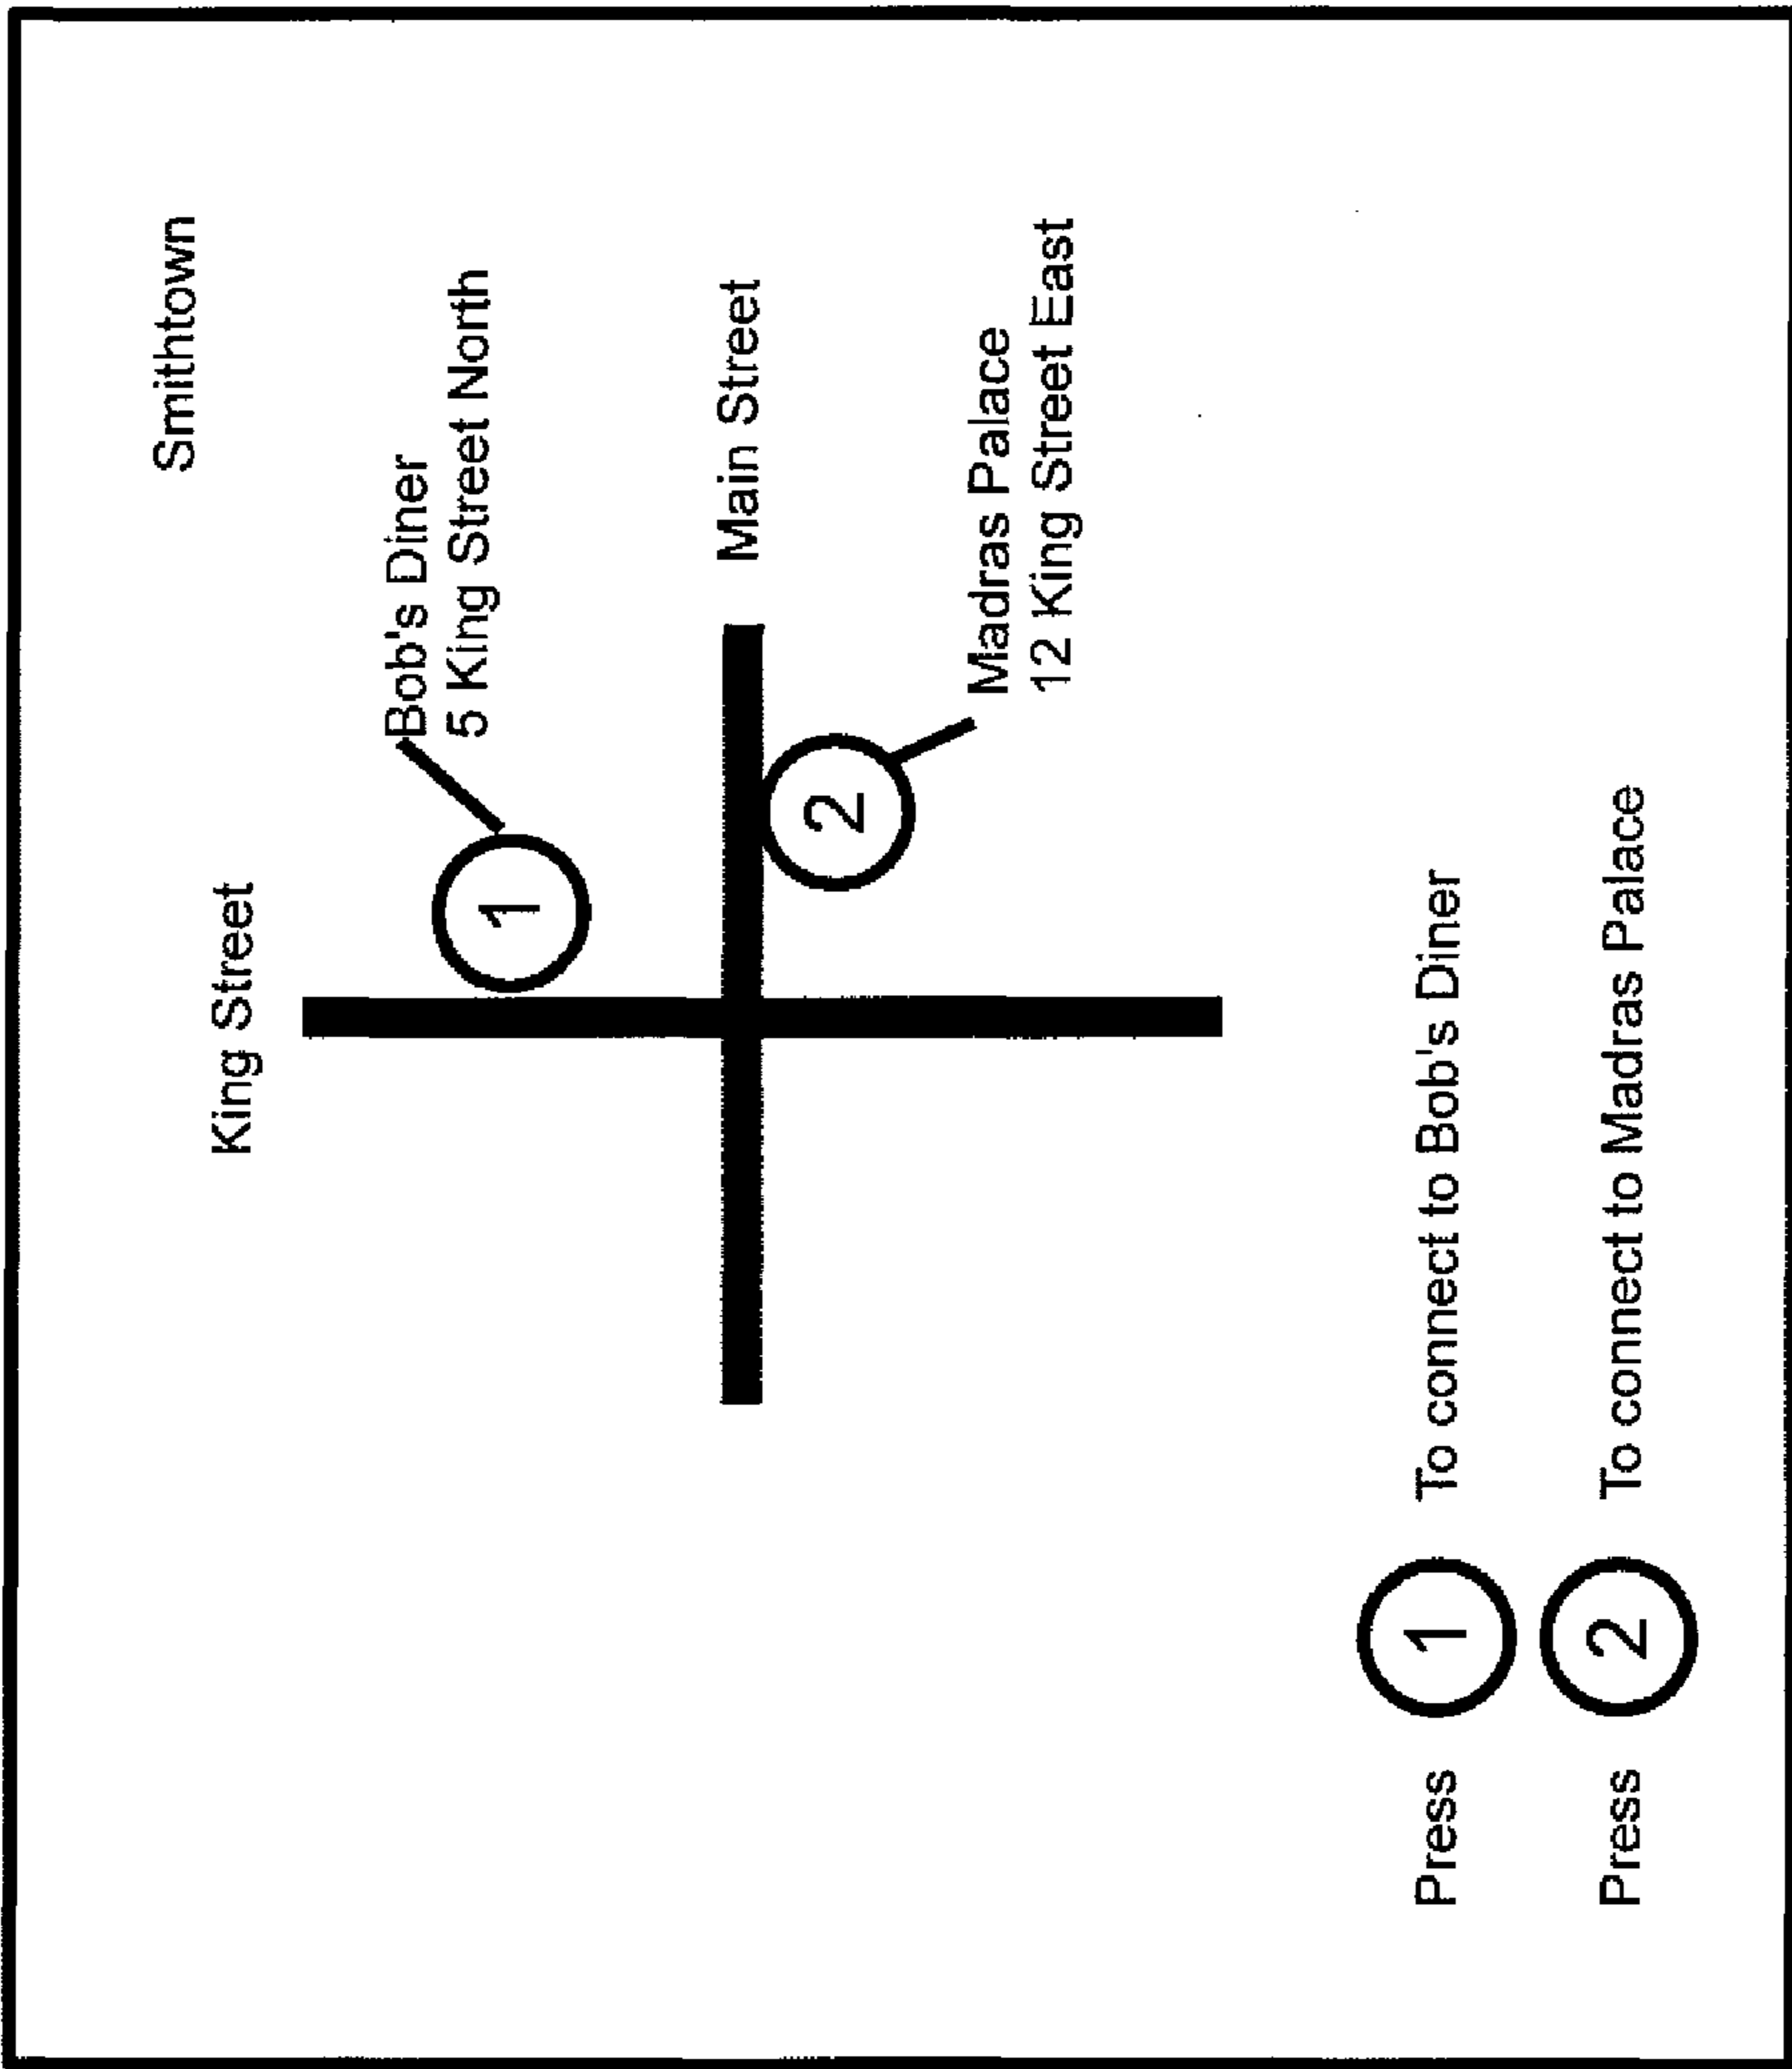 Smithtown
King Street
Bob's Diner
5 King Street North
1
Main Street
2
Madras Palace
12 King Street East
Press 1 To connect to Bob's Diner
Press 2 To connect to Madras Palace